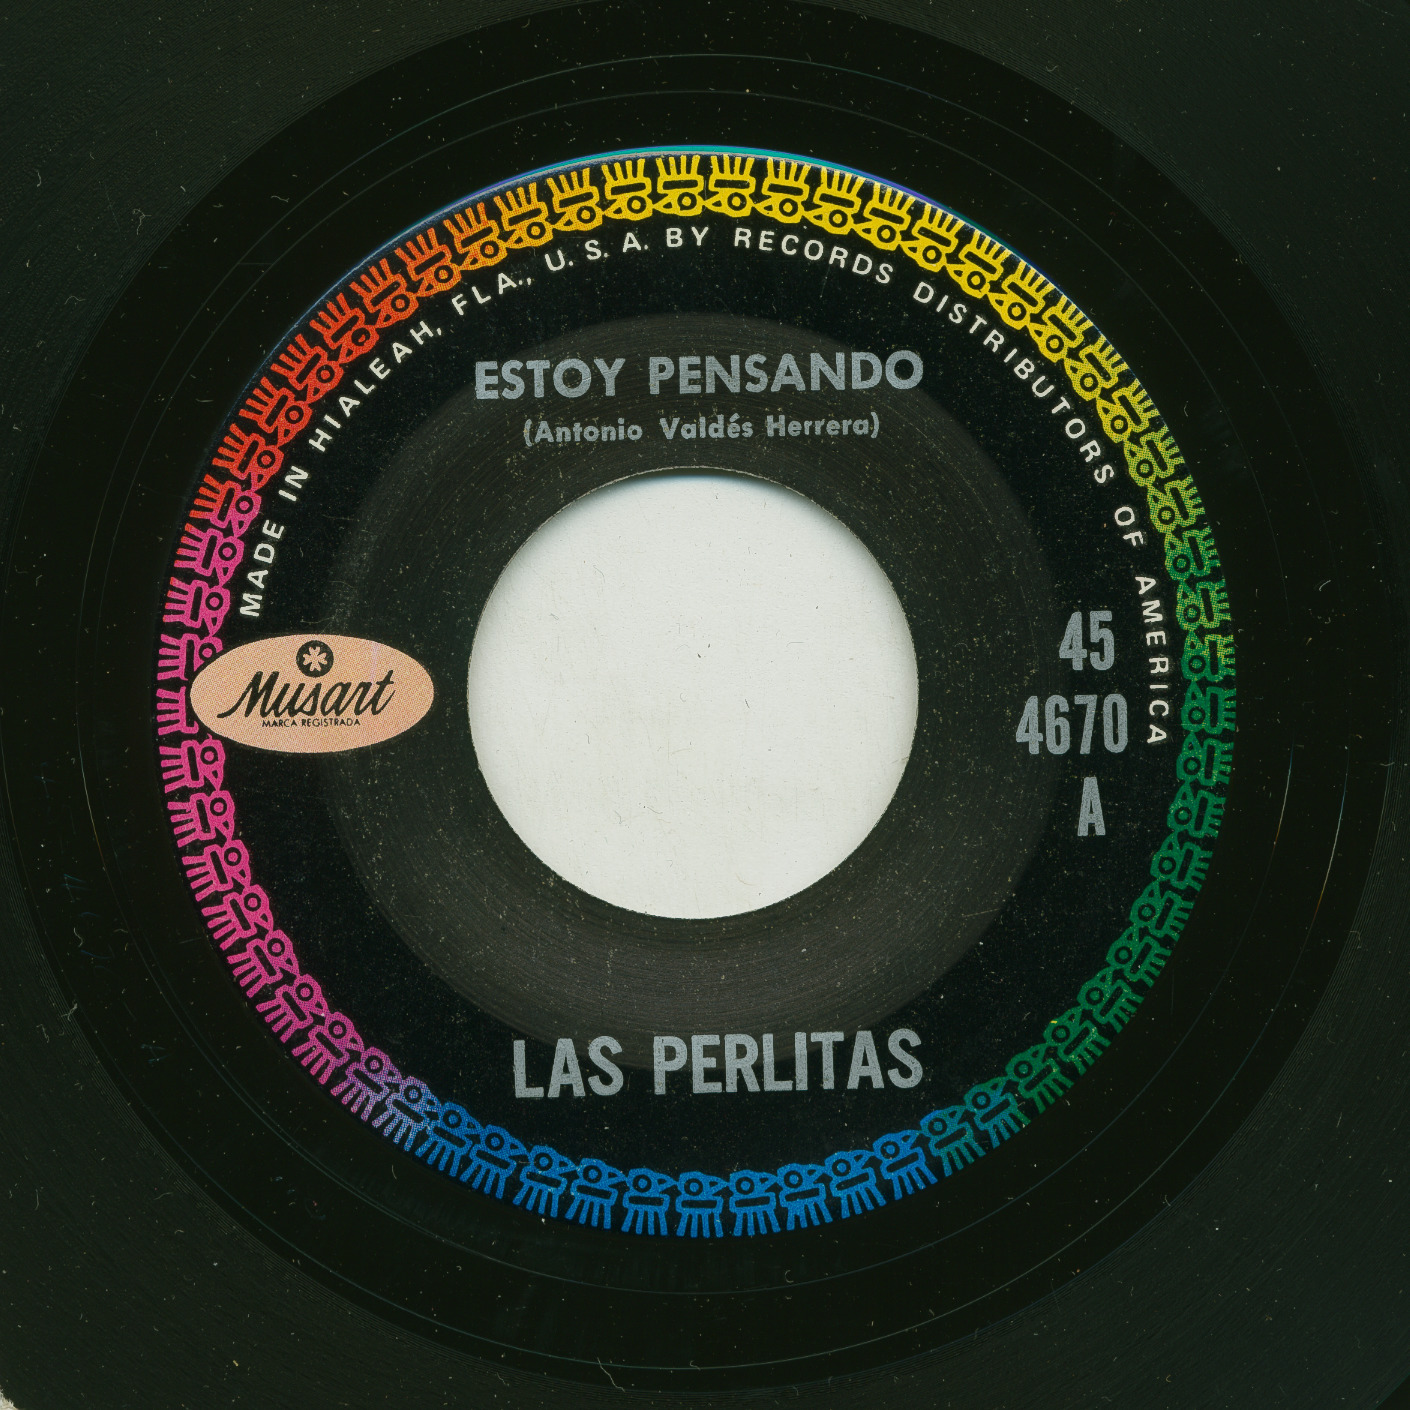 MADE IN HIALEAH, FLA., U. S. A. BY RECORDS DISTRIBUTORS OF AMERICA
ESTOY PENSANDO
(Antonio Valdés Herrera)
Musart
MARCA REGISTRADA
45
4670
A
LAS PERLITAS